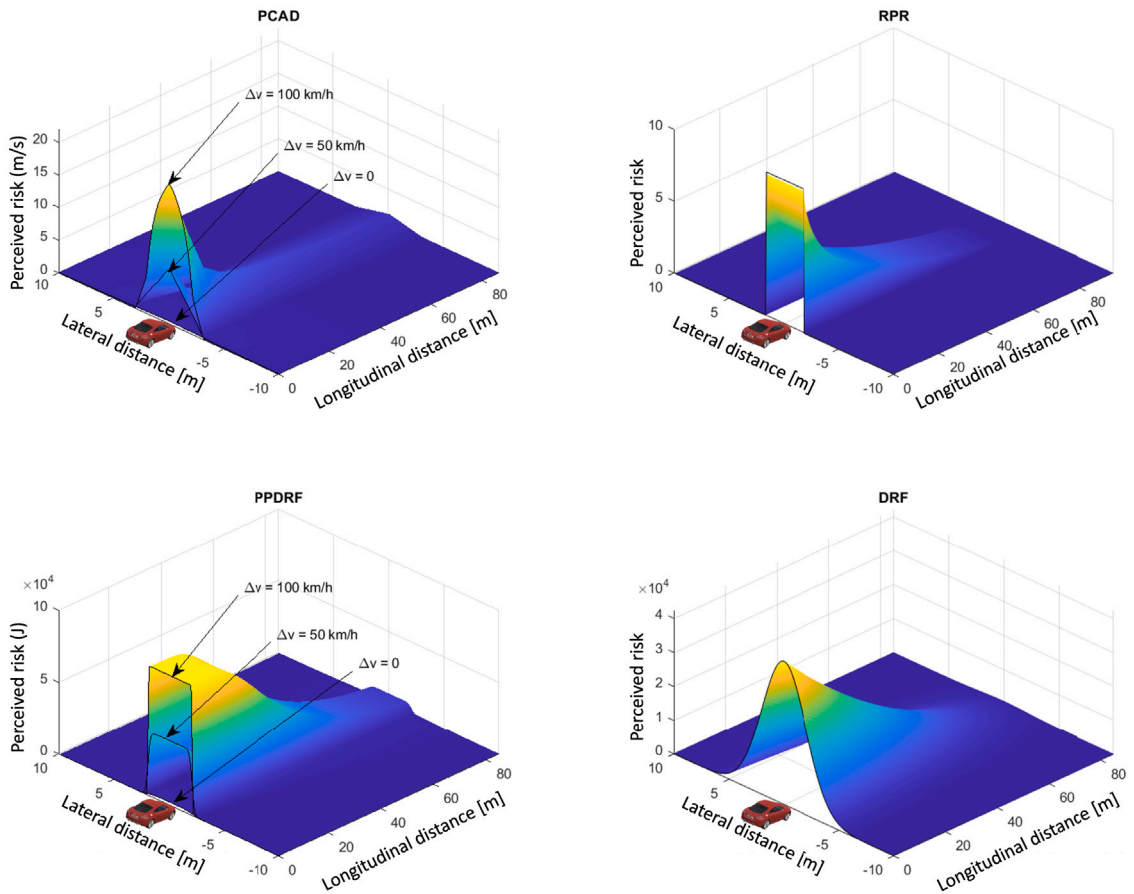 PCAD
Δv = 100 km/h
Δv = 50 km/h
Δv = 0
Perceived risk (m/s)
20
15
10
5
0
10
5
-5
-10
Lateral distance [m]
0
20
40
60
80
Longitudinal distance [m]
RPR
Perceived risk
10
5
0
10
5
-5
-10
Lateral distance [m]
0
20
40
60
80
Longitudinal distance [m]
PPDRF
×10⁴
Δv = 100 km/h
Δv = 50 km/h
Δv = 0
Perceived risk (J)
10
5
0
10
5
-5
-10
Lateral distance [m]
0
20
40
60
80
Longitudinal distance [m]
DRF
×10⁴
Perceived risk
4
3
2
1
0
10
5
-5
-10
Lateral distance [m]
0
20
40
60
80
Longitudinal distance [m]